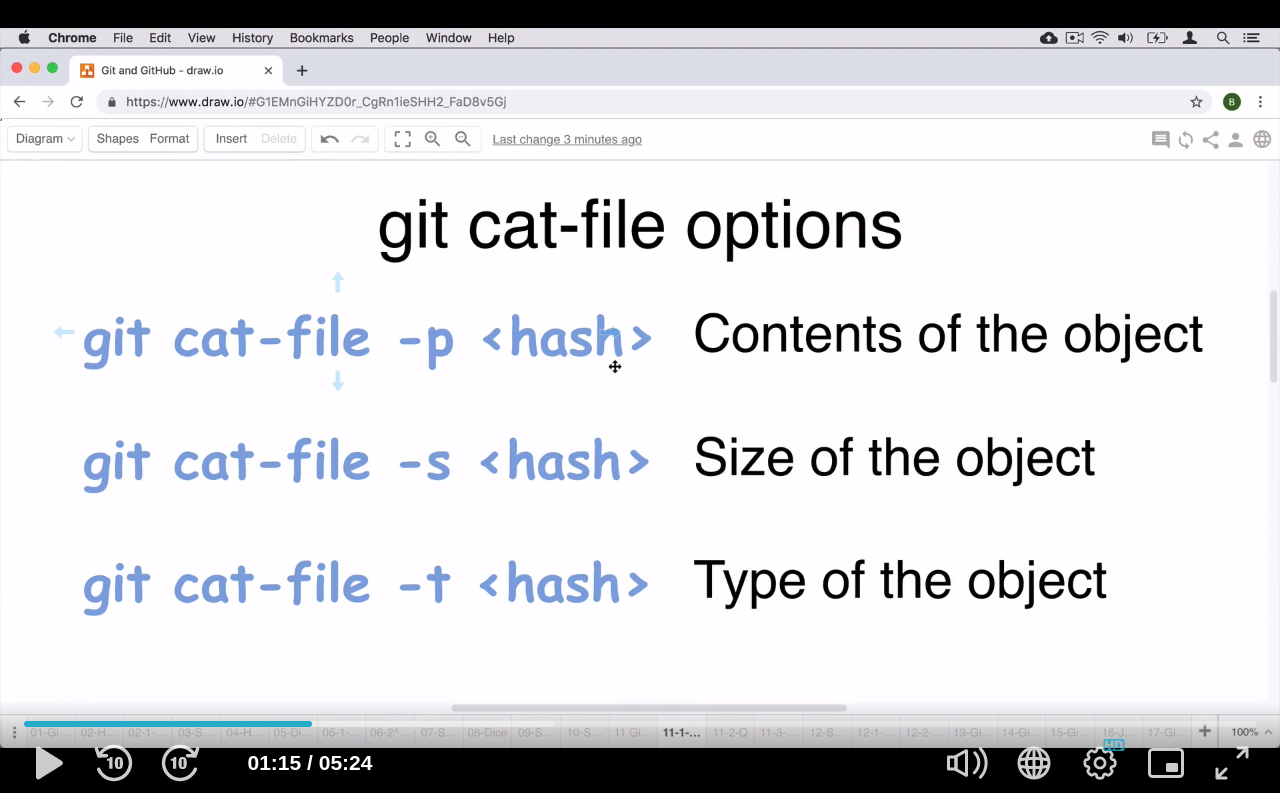 Chrome File Edit View History Bookmarks People Window Help
Git and GitHub - draw.io
https://www.draw.io/#G1EMnGiHYZD0r_CgRn1ieSHH2_FaD8v5Gj
B
Diagram Shapes Format Insert Delete Last change 3 minutes ago
git cat-file options
git cat-file -p <hash> Contents of the object
git cat-file -s <hash> Size of the object
git cat-file -t <hash> Type of the object
01-Gi... 02-H... 02-1-... 03-S... 04-H... 05-Di... 05-1-... 06-2^... 07-S... 08-Dice 09-S... 10-S... 11 Gi... 11-1-... 11-2-Q 11-3-... 12-S... 12-1-... 12-2-... 13-Gi... 14-Gi... 15-Gi... 16-J... 17-Gi... 100%
10 10 01:15 / 05:24 HD